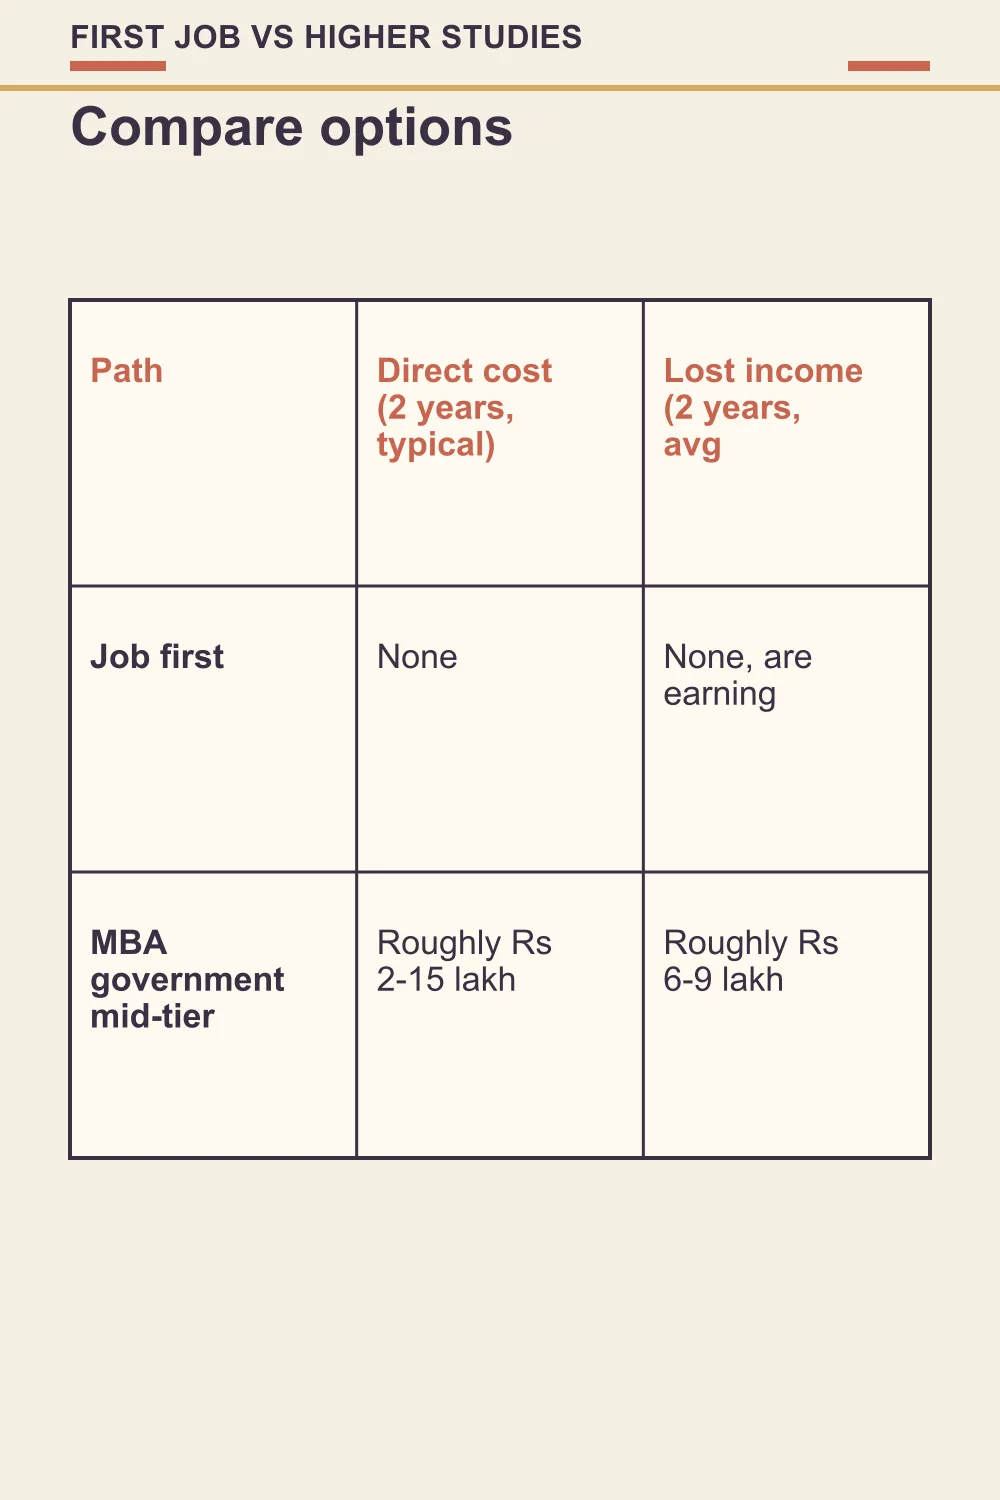 FIRST JOB VS HIGHER STUDIES
Compare options
Path
Direct cost
(2 years,
typical)
Lost income
(2 years,
avg
Job first
None
None, are
earning
MBA
government
mid-tier
Roughly Rs
2-15 lakh
Roughly Rs
6-9 lakh